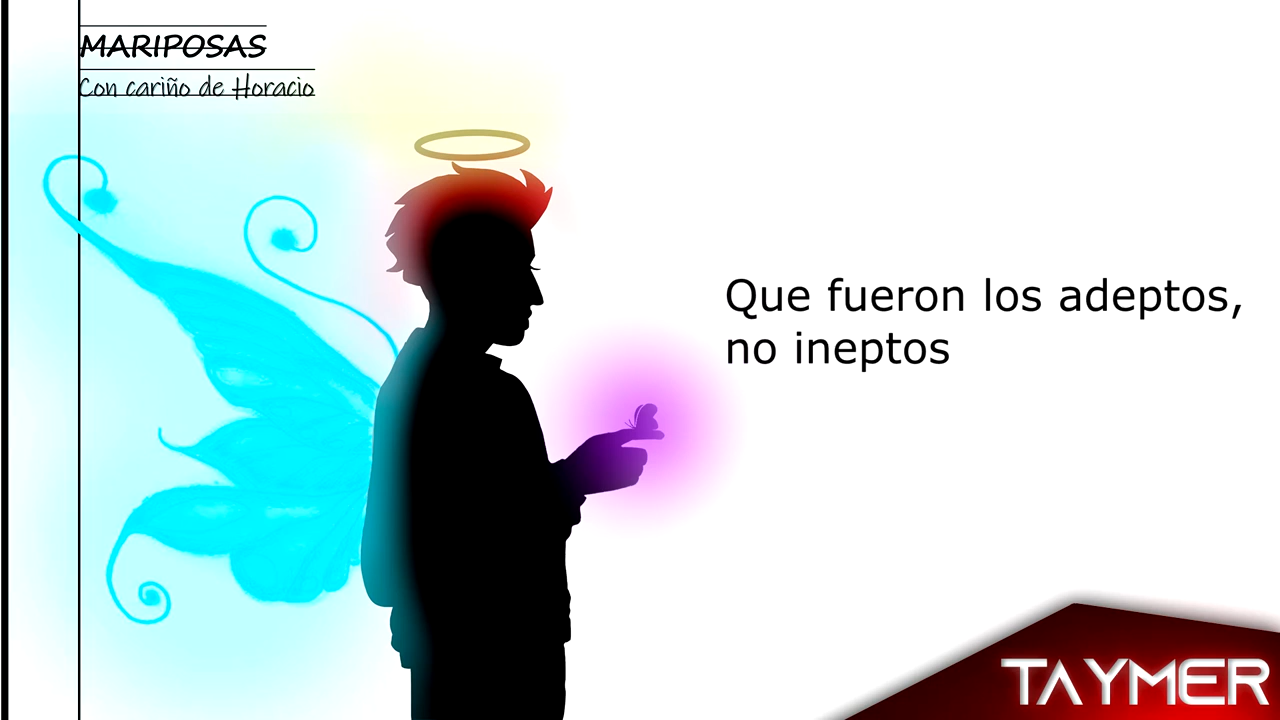 MARIPOSAS
Con cariño de Horacio
Que fueron los adeptos,
no ineptos
TAYMER